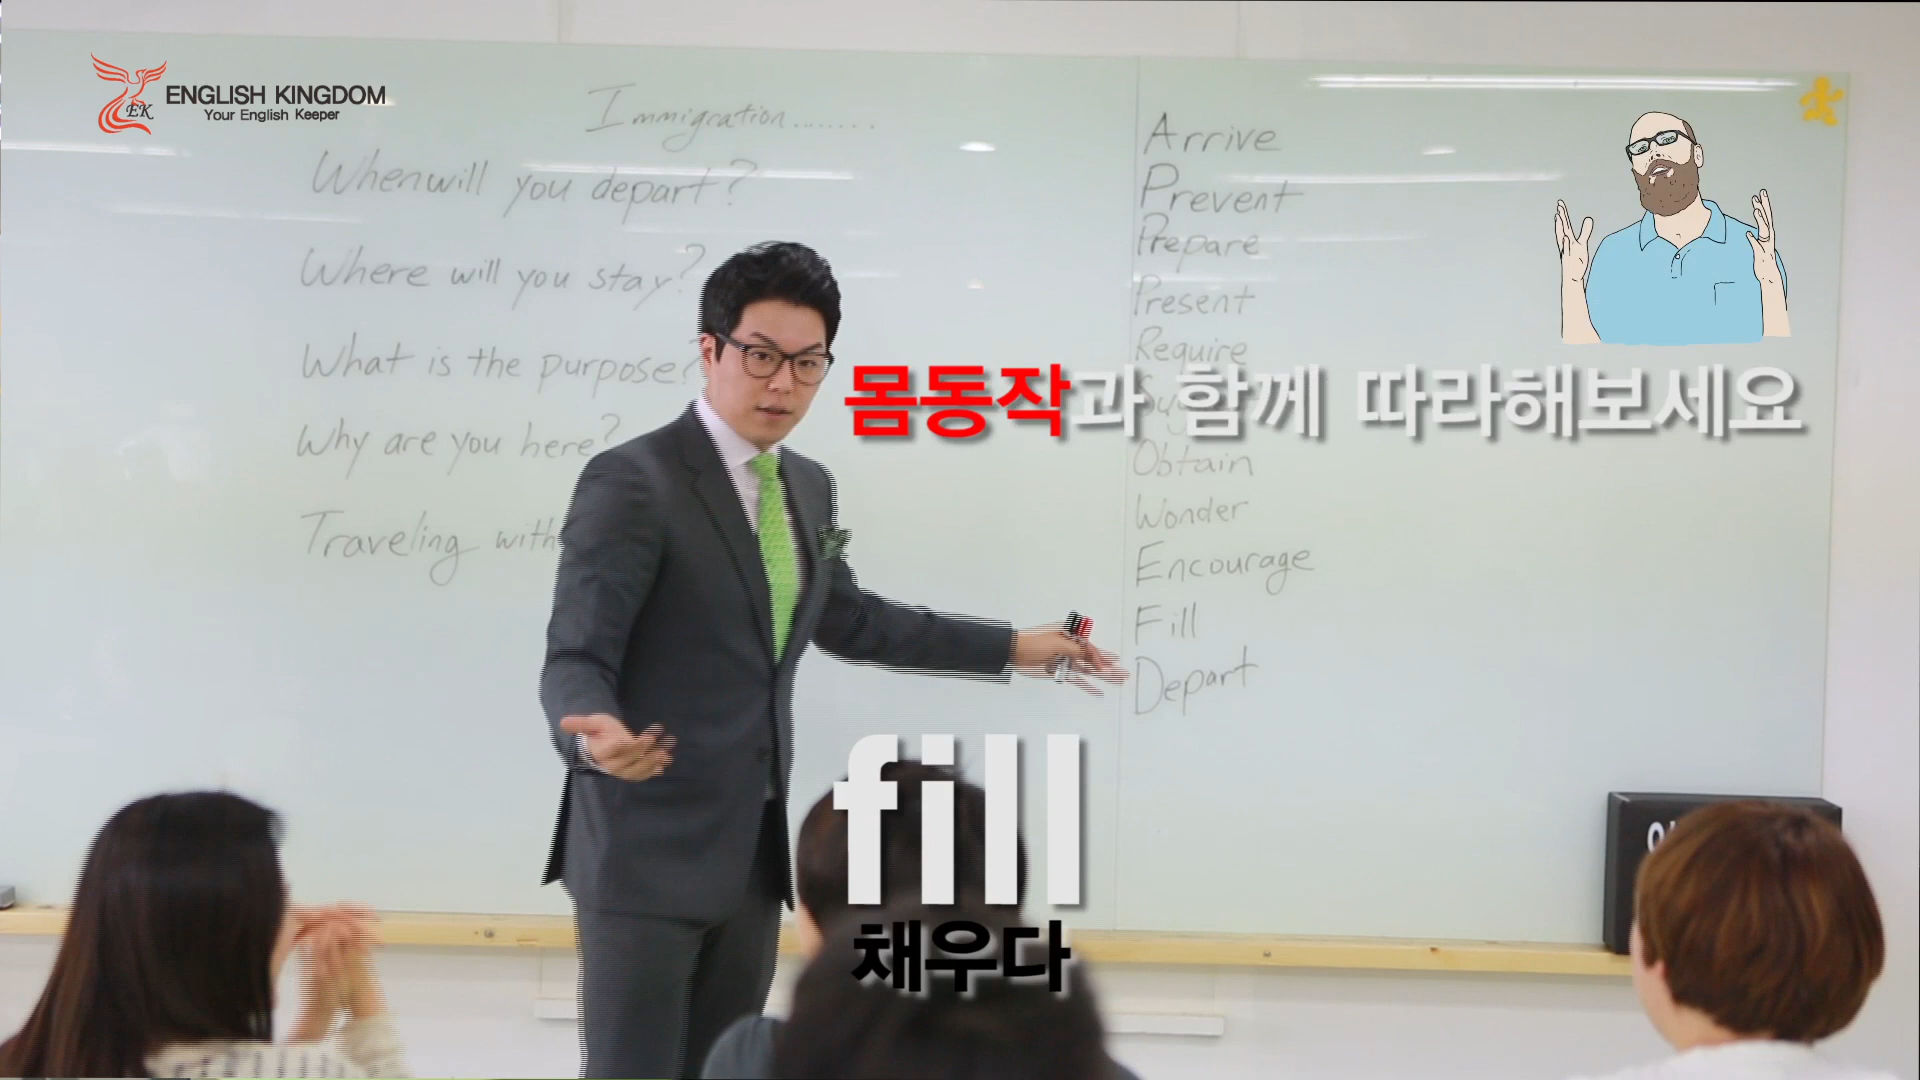 EK
ENGLISH KINGDOM
Your English Keeper
Immigration.......
When will you depart?
Where will you stay?
What is the purpose?
Why are you here?
Traveling with
Arrive
Prevent
Prepare
Present
Require
몸동작과 함께 따라해보세요
Obtain
Wonder
Encourage
Fill
Depart
fill
채우다